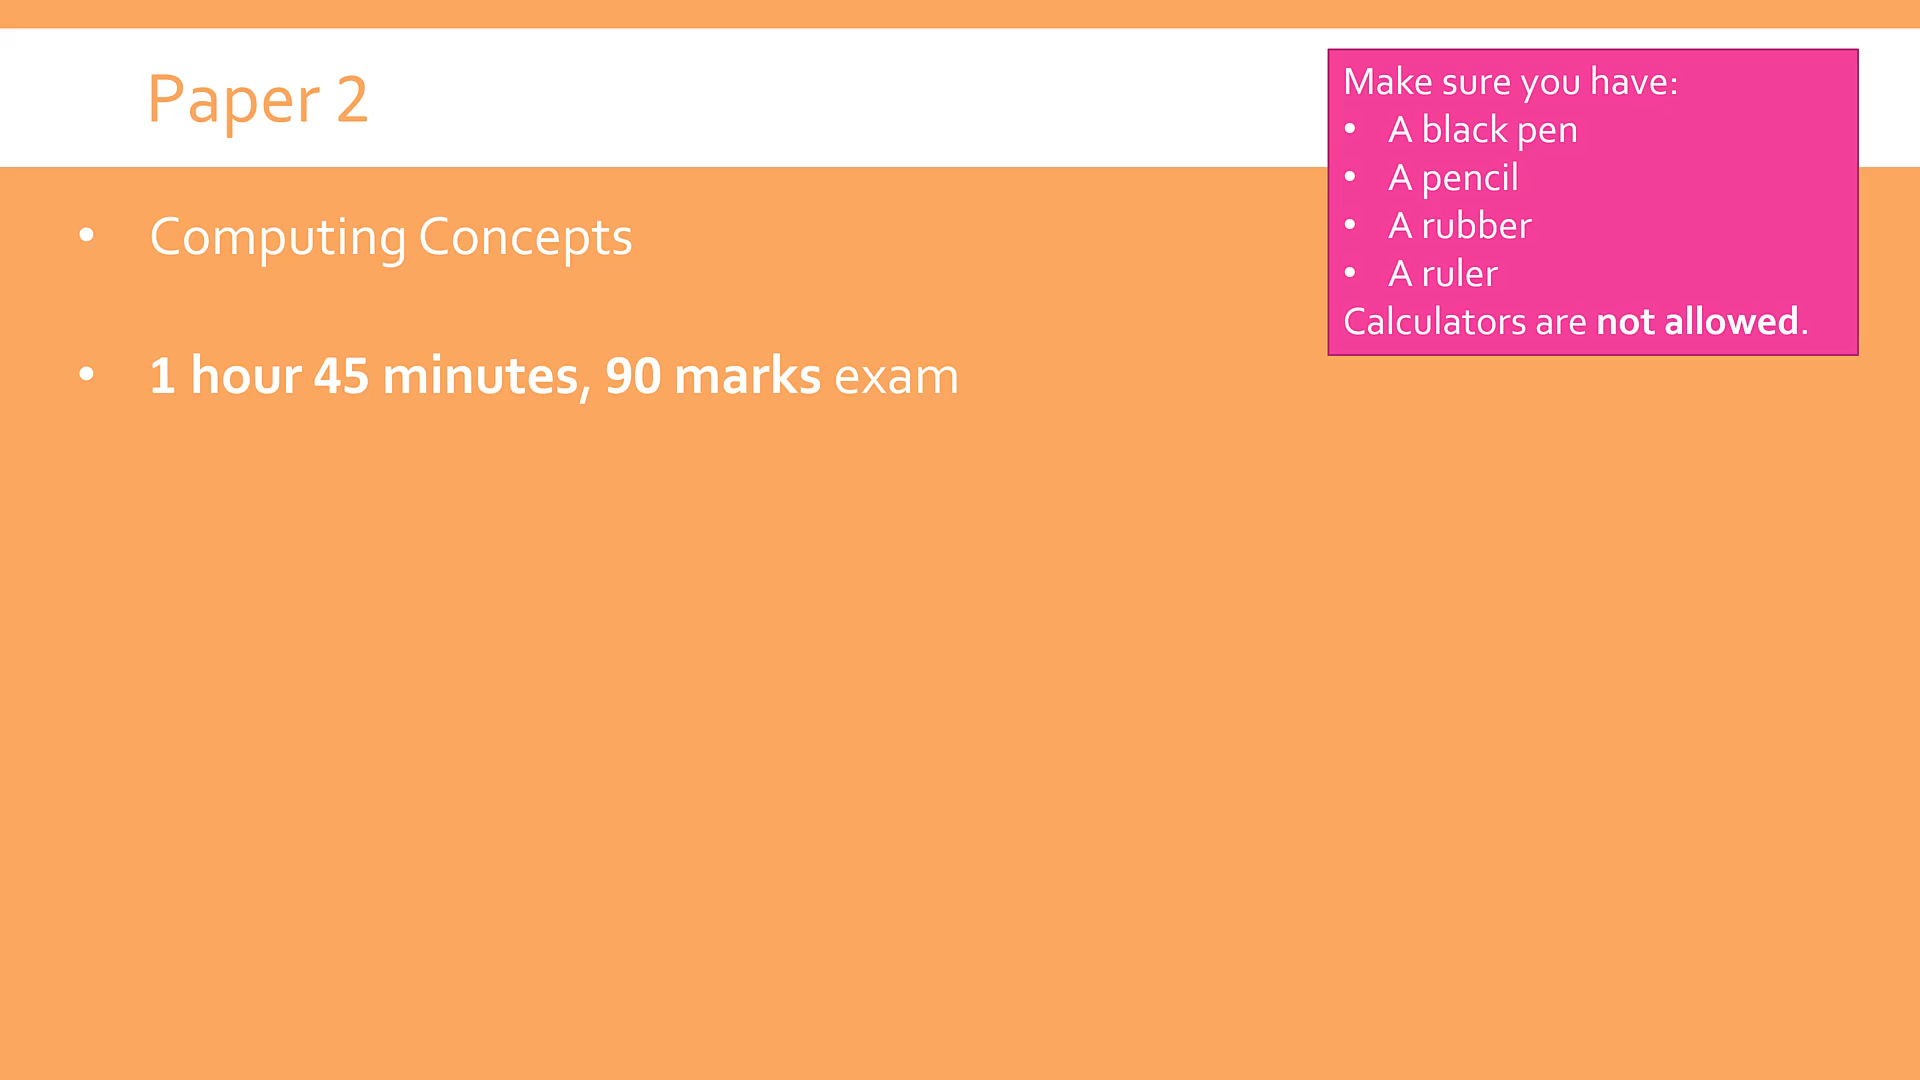 Paper 2
Make sure you have:
• A black pen
• A pencil
• A rubber
• A ruler
Calculators are not allowed.
• Computing Concepts
• 1 hour 45 minutes, 90 marks exam